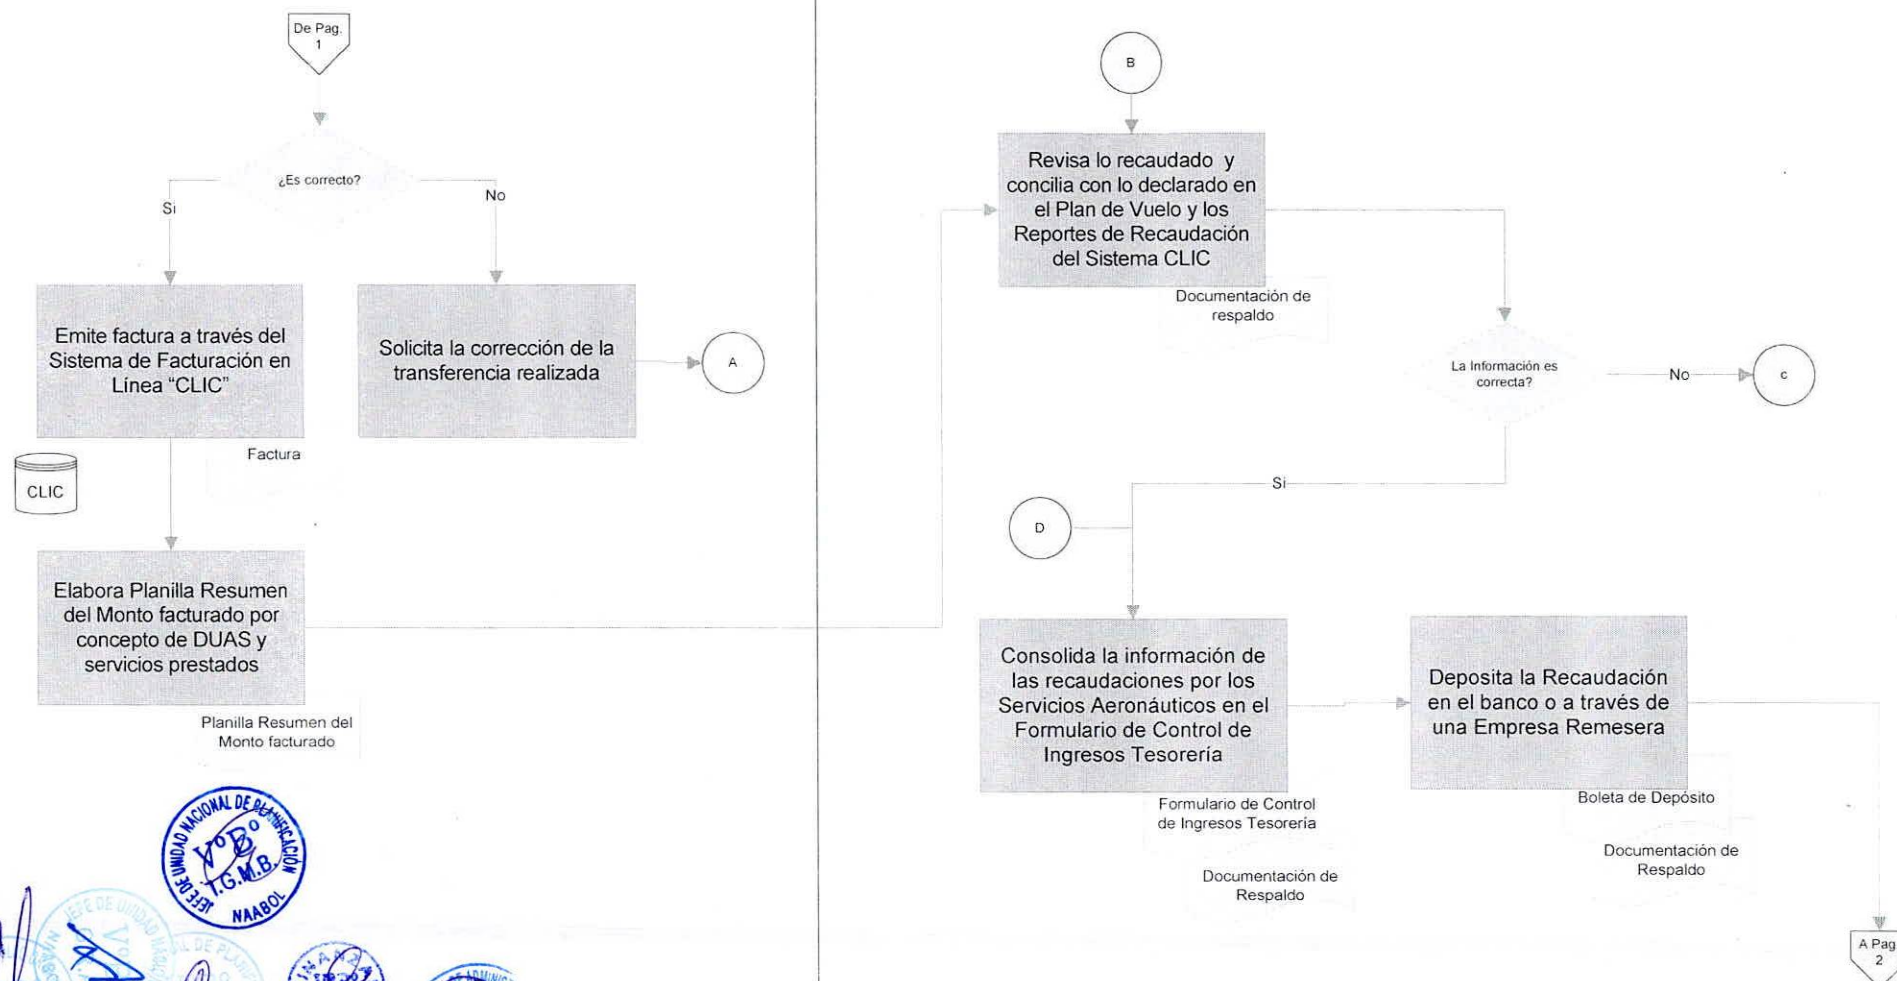 De Pag.
1
¿Es correcto?
Si
No
Emite factura a través del
Sistema de Facturación en
Línea “CLIC”
Factura
CLIC
Solicita la corrección de la
transferencia realizada
A
Elabora Planilla Resumen
del Monto facturado por
concepto de DUAS y
servicios prestados
Planilla Resumen del
Monto facturado
JEFE DE UNIDAD NACIONAL DE PLANIFICACIÓN
VºBº
T.G.M.B.
NAABOL
B
Revisa lo recaudado y
concilia con lo declarado en
el Plan de Vuelo y los
Reportes de Recaudación
del Sistema CLIC
Documentación de
respaldo
La Información es
correcta?
No
c
Si
D
Consolida la información de
las recaudaciones por los
Servicios Aeronáuticos en el
Formulario de Control de
Ingresos Tesorería
Formulario de Control
de Ingresos Tesorería
Documentación de
Respaldo
Deposita la Recaudación
en el banco o a través de
una Empresa Remesera
Boleta de Depósito
Documentación de
Respaldo
A Pag
2